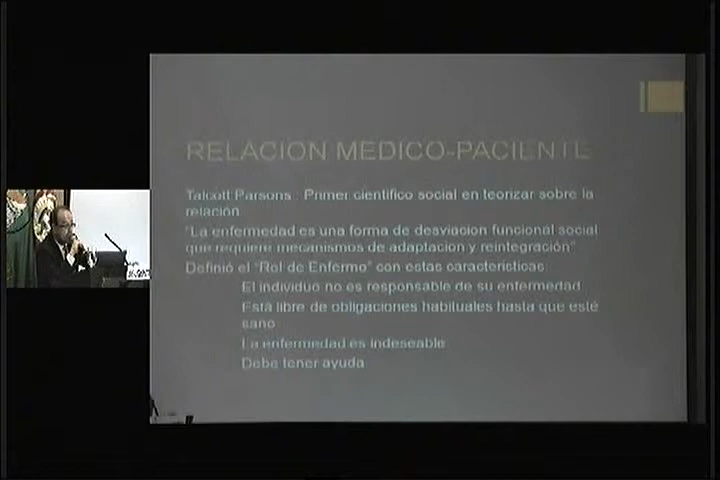 RELACION MEDICO-PACIENTE
Talcott Parsons : Primer cientifico social en teorizar sobre la
relación
"La enfermedad es una forma de desviacion funcional social
que requiere mecanismos de adaptacion y reintegración"
Definió el "Rol de Enfermo" con estas caracteristicas
El individuo no es responsable de su enfermedad
Está libre de obligaciones habituales hasta que esté
sano
La enfermedad es indeseable
Debe tener ayuda